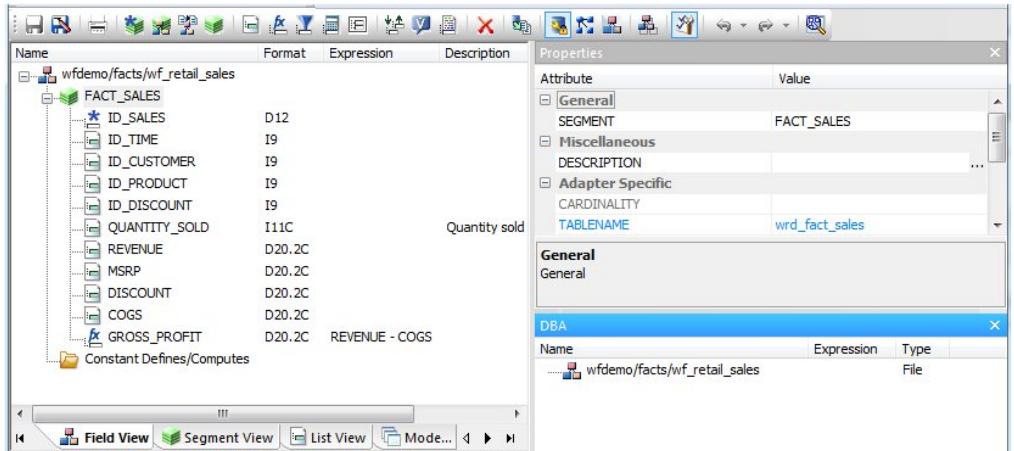 Name Format Expression Description
wfdemo/facts/wf_retail_sales
FACT_SALES
ID_SALES D12
ID_TIME I9
ID_CUSTOMER I9
ID_PRODUCT I9
ID_DISCOUNT I9
QUANTITY_SOLD I11C Quantity sold
REVENUE D20.2C
MSRP D20.2C
DISCOUNT D20.2C
COGS D20.2C
GROSS_PROFIT D20.2C REVENUE - COGS
Constant Defines/Computes
Field View Segment View List View Mode...
Properties
Attribute Value
General
SEGMENT FACT_SALES
Miscellaneous
DESCRIPTION ...
Adapter Specific
CARDINALITY
TABLENAME wrd_fact_sales
General
General
DBA
Name Expression Type
wfdemo/facts/wf_retail_sales File